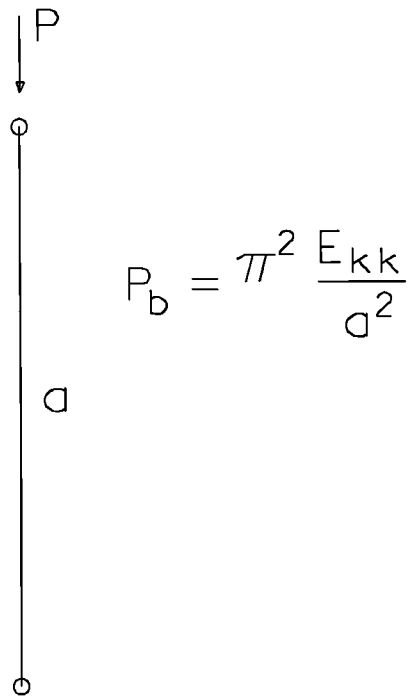 P
P_b = π² E_kk / a²
a